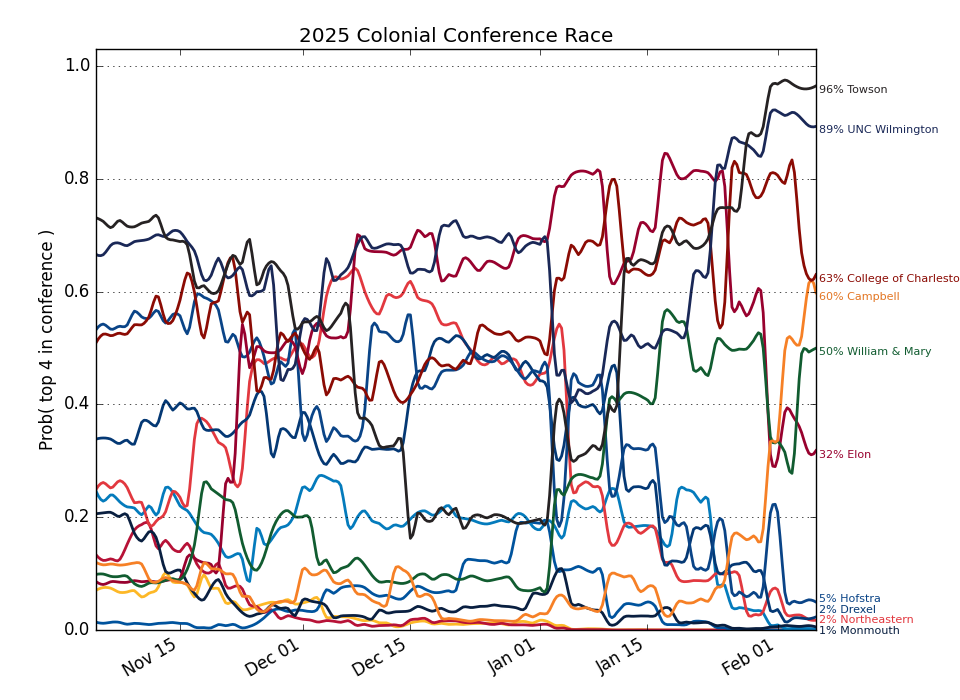 2025 Colonial Conference Race
Prob( top 4 in conference )
1.0
0.8
0.6
0.4
0.2
0.0
Nov 15
Dec 01
Dec 15
Jan 01
Jan 15
Feb 01
96% Towson
89% UNC Wilmington
63% College of Charlesto
60% Campbell
50% William & Mary
32% Elon
5% Hofstra
2% Drexel
2% Northeastern
1% Monmouth